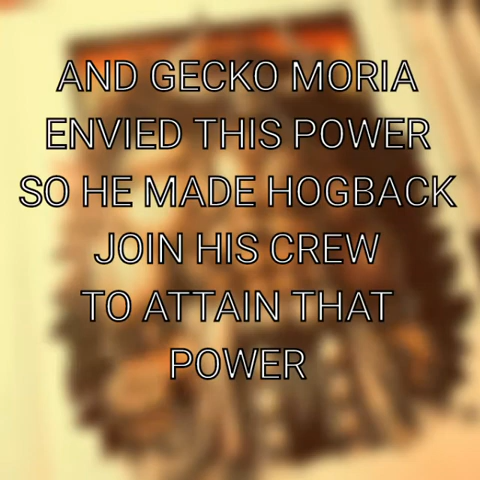 AND GECKO MORIA
ENVIED THIS POWER
SO HE MADE HOGBACK
JOIN HIS CREW
TO ATTAIN THAT
POWER